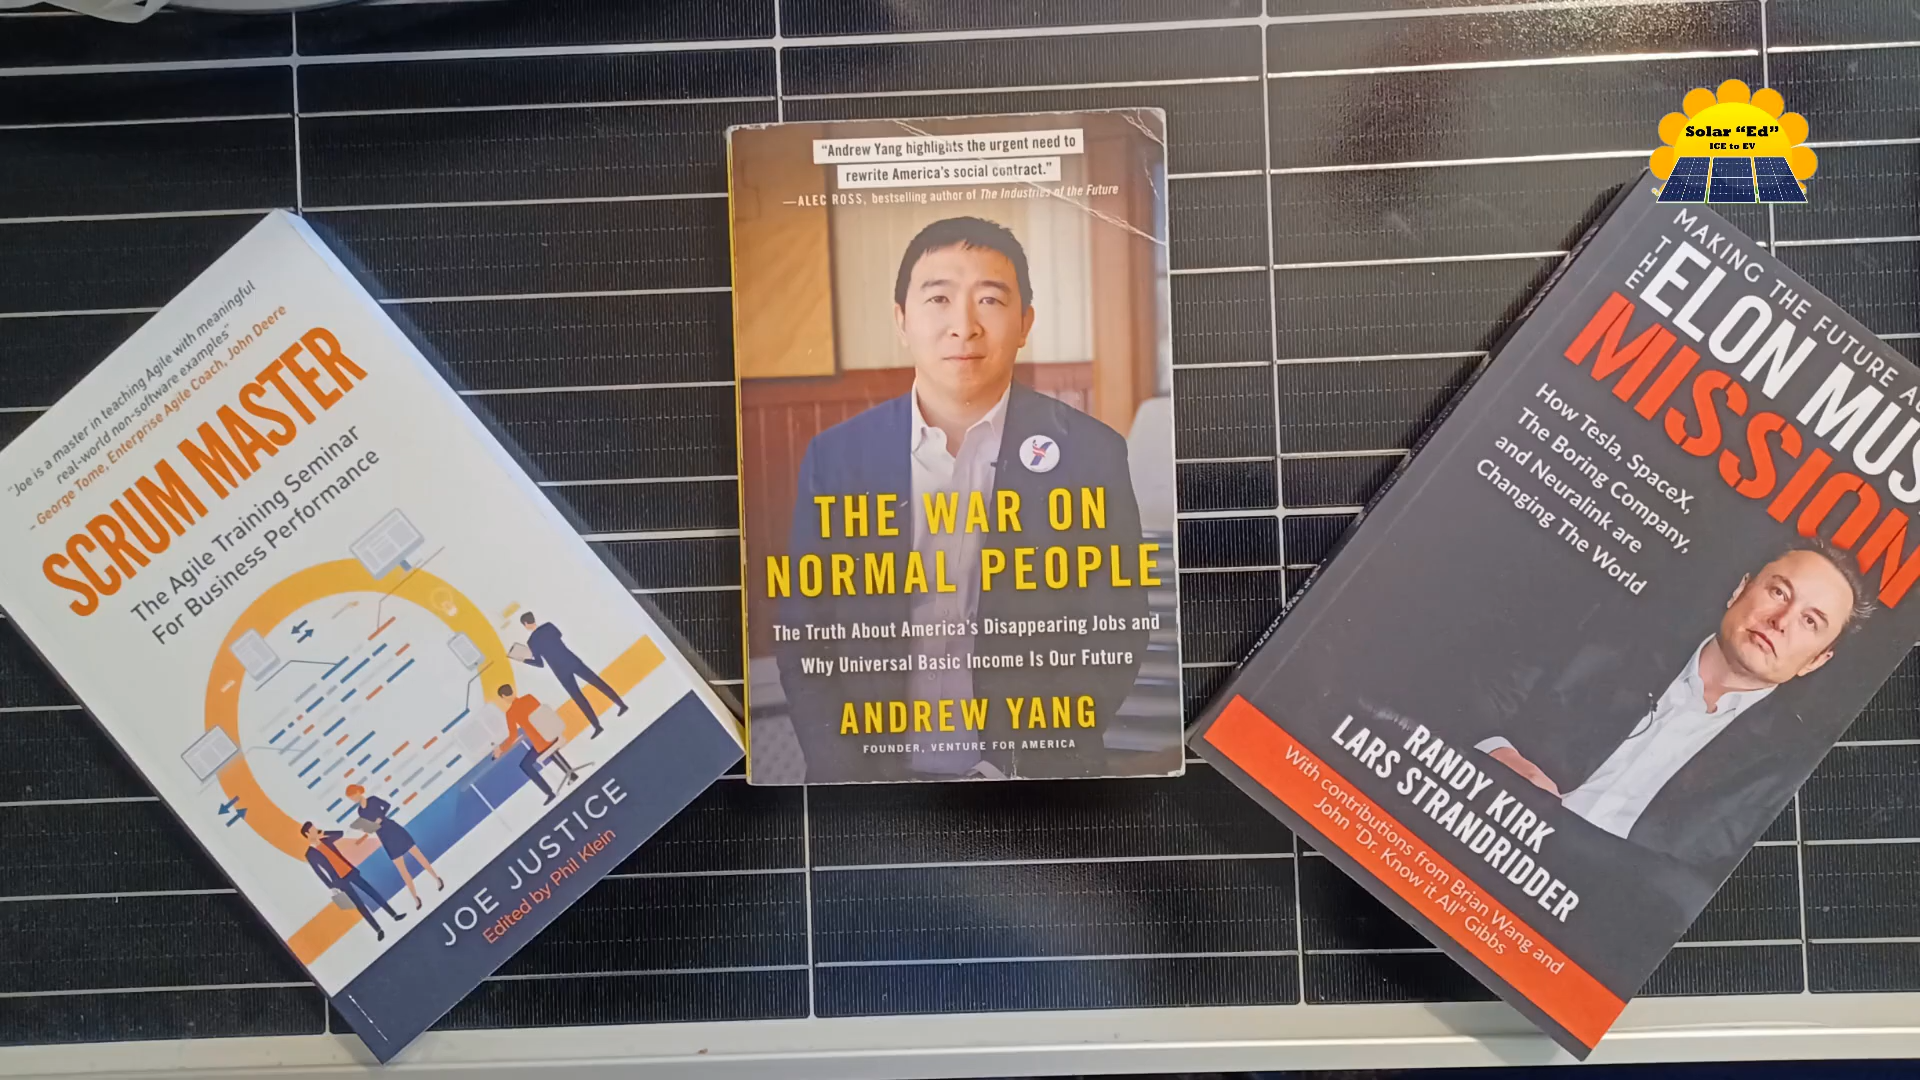 "Joe is a master in teaching Agile with meaningful
real-world non-software examples"
- George Tome, Enterprise Agile Coach, John Deere
SCRUM MASTER
The Agile Training Seminar
For Business Performance
JOE JUSTICE
Edited by Phil Klein
"Andrew Yang highlights the urgent need to
rewrite America's social contract."
—ALEC ROSS, bestselling author of The Industries of the Future
THE WAR ON
NORMAL PEOPLE
The Truth About America's Disappearing Jobs and
Why Universal Basic Income Is Our Future
ANDREW YANG
FOUNDER, VENTURE FOR AMERICA
Solar "Ed"
ICE to EV
MAKING THE FUTURE
THE
ELON
MISSION
How Tesla, SpaceX,
The Boring Company,
and Neuralink are
Changing The World
RANDY KIRK
LARS STRANDRIDDER
With contributions from Brian Wang and
John "Dr. Know it All" Gibbs